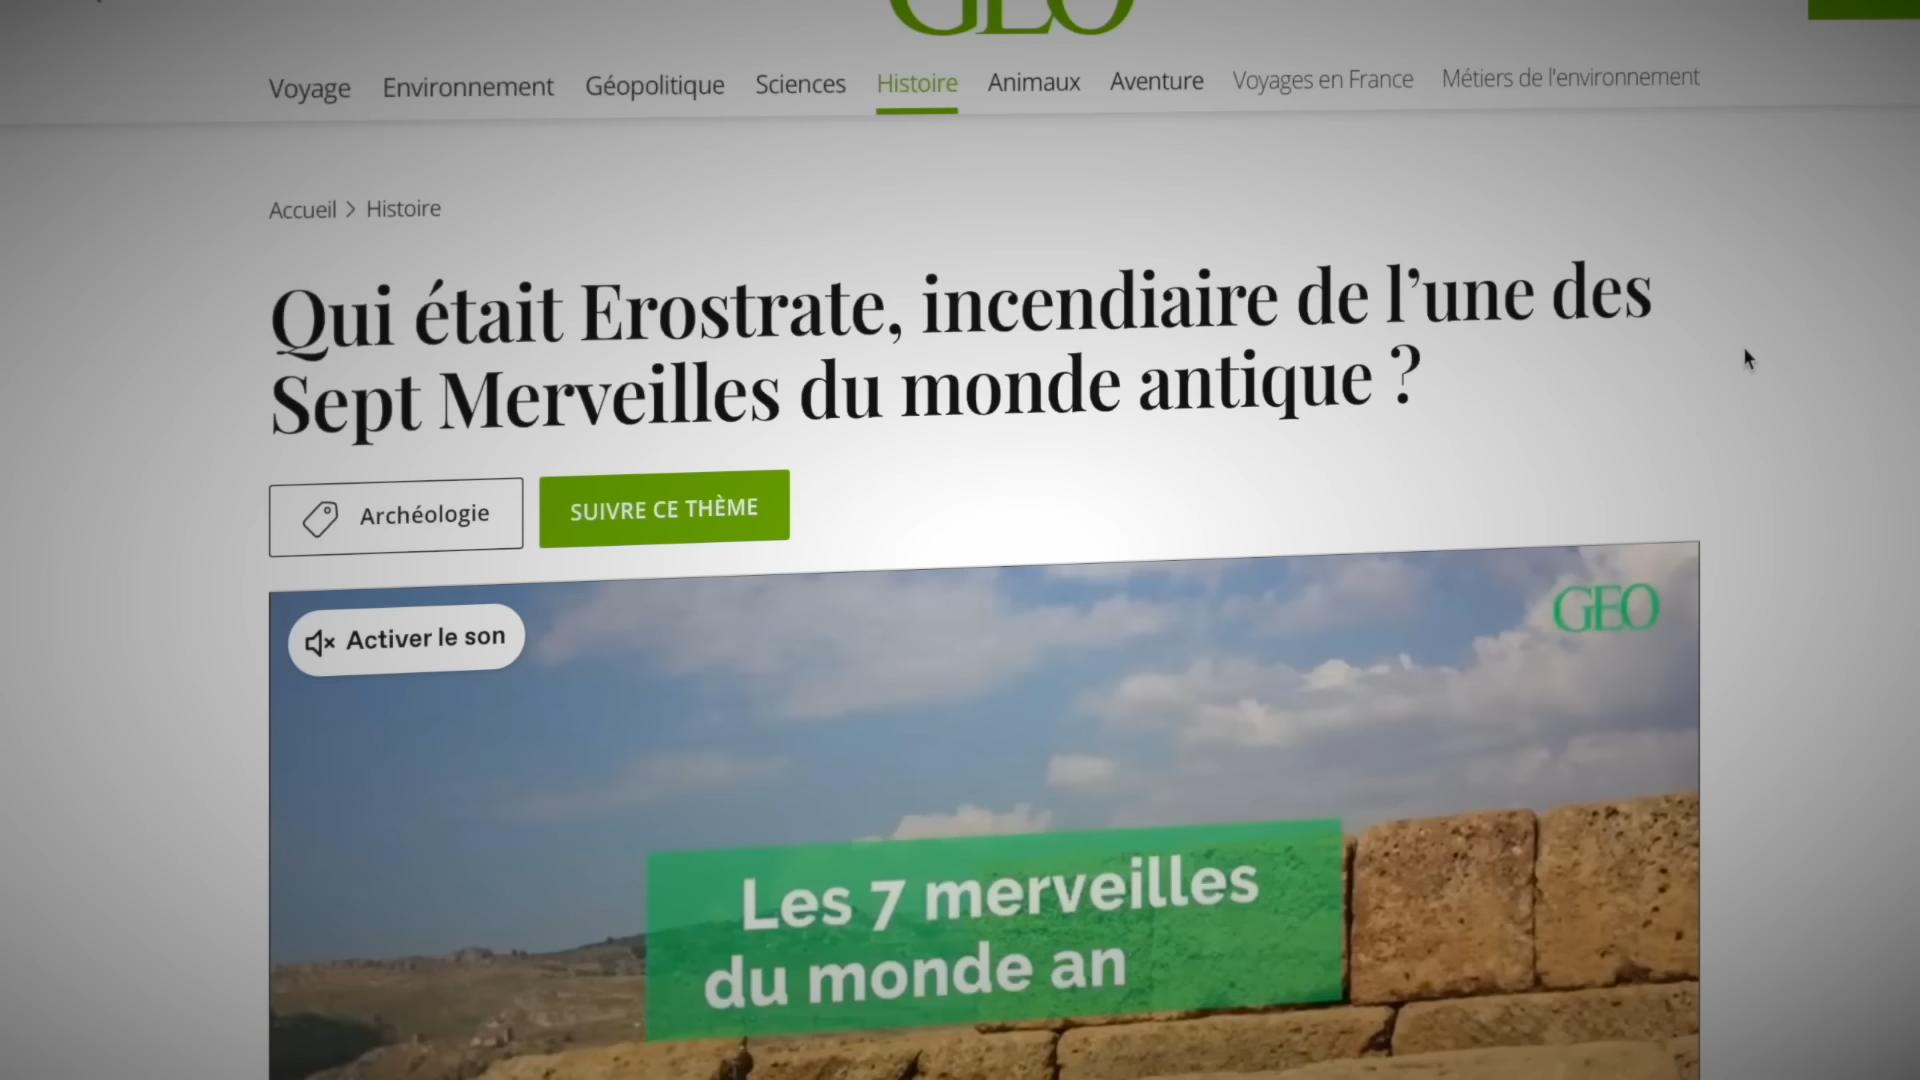 GEO
Voyage Environnement Géopolitique Sciences Histoire Animaux Aventure Voyages en France Métiers de l'environnement
Accueil > Histoire
Qui était Erostrate, incendiaire de l’une des
Sept Merveilles du monde antique ?
Archéologie
SUIVRE CE THÈME
Activer le son
GEO
Les 7 merveilles
du monde an